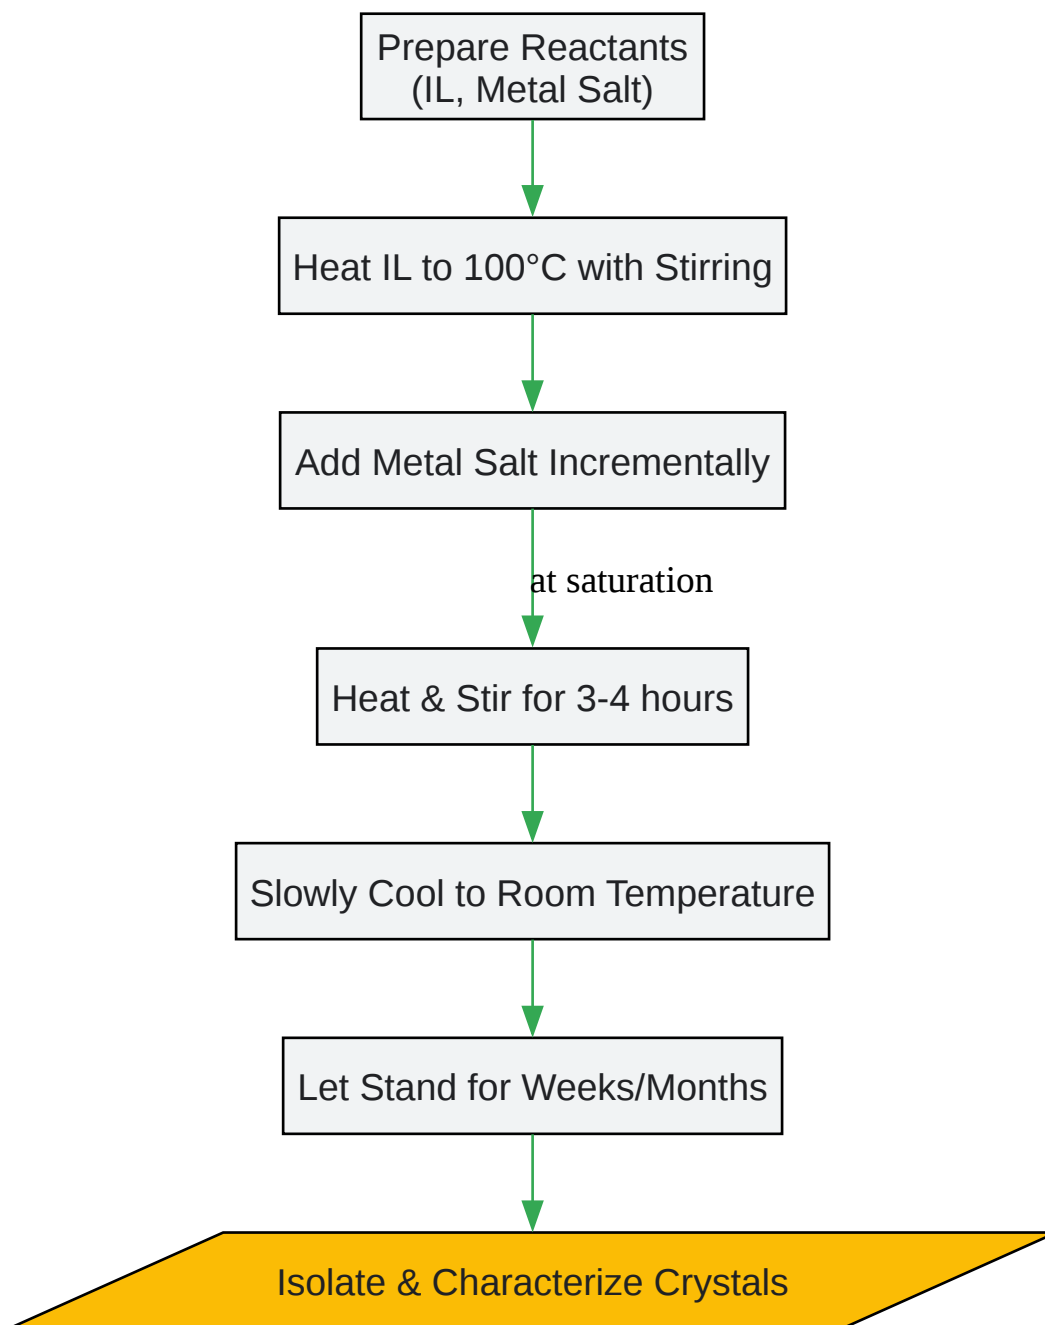 Prepare Reactants
(IL, Metal Salt)
Heat IL to 100°C with Stirring
Add Metal Salt Incrementally
at saturation
Heat & Stir for 3-4 hours
Slowly Cool to Room Temperature
Let Stand for Weeks/Months
Isolate & Characterize Crystals